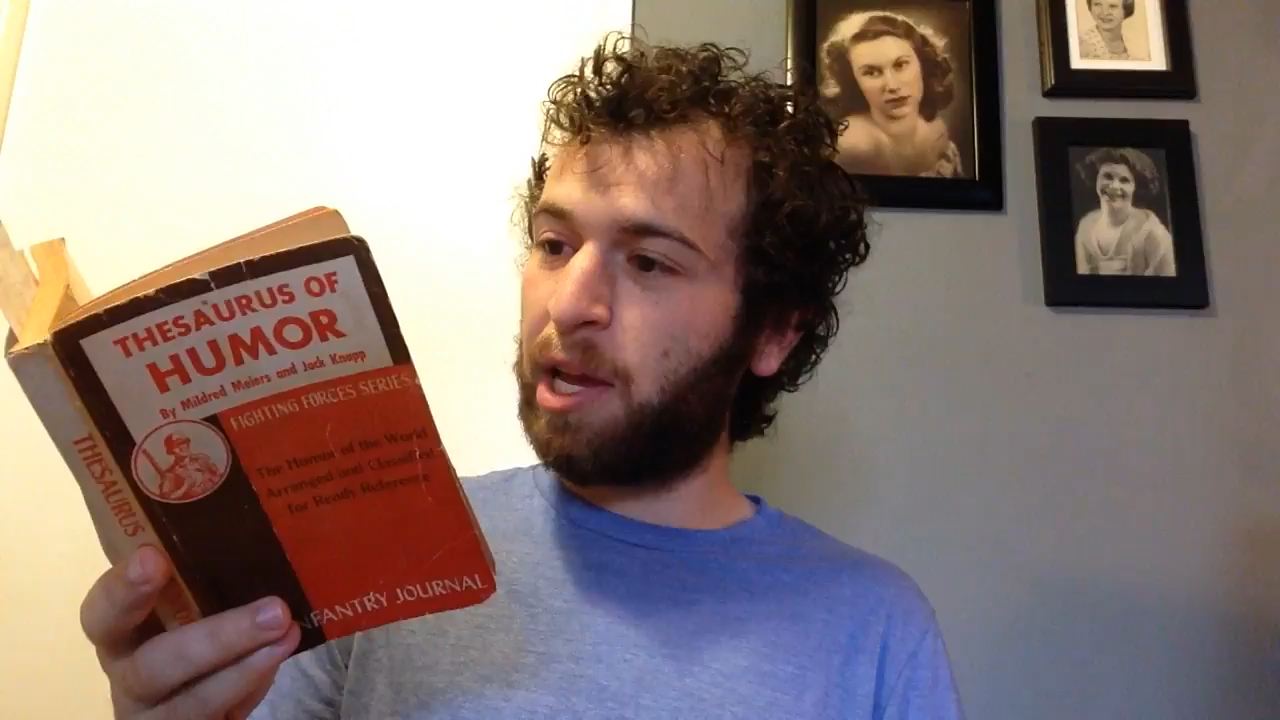 THESAURUS OF
HUMOR
By Mildred Meiers and Jack Knapp
FIGHTING FORCES SERIES
The Humor of the World
Arranged and Classified
for Ready Reference
INFANTRY JOURNAL
THESAURUS